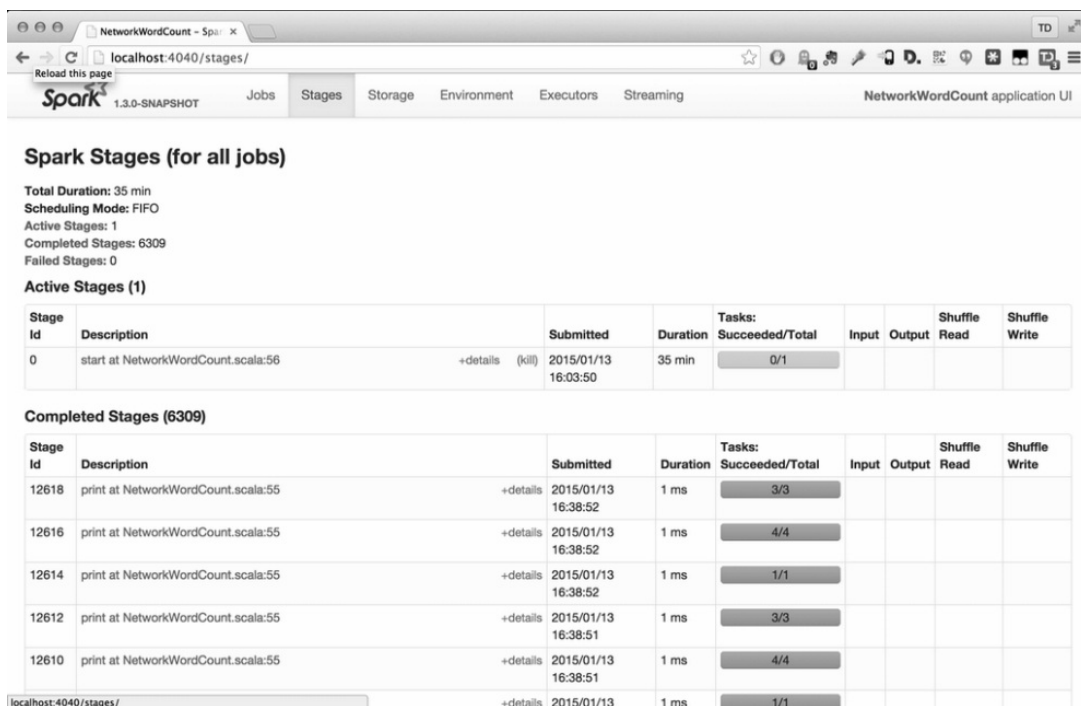 NetworkWordCount - Spar ×
TD
localhost:4040/stages/
Reload this page
Spark 1.3.0-SNAPSHOT Jobs Stages Storage Environment Executors Streaming NetworkWordCount application UI
Spark Stages (for all jobs)
Total Duration: 35 min
Scheduling Mode: FIFO
Active Stages: 1
Completed Stages: 6309
Failed Stages: 0
Active Stages (1)
Stage Id Description Submitted Duration Tasks: Succeeded/Total Input Output Shuffle Read Shuffle Write
0 start at NetworkWordCount.scala:56 +details (kill) 2015/01/13 16:03:50 35 min 0/1
Completed Stages (6309)
Stage Id Description Submitted Duration Tasks: Succeeded/Total Input Output Shuffle Read Shuffle Write
12618 print at NetworkWordCount.scala:55 +details 2015/01/13 16:38:52 1 ms 3/3
12616 print at NetworkWordCount.scala:55 +details 2015/01/13 16:38:52 1 ms 4/4
12614 print at NetworkWordCount.scala:55 +details 2015/01/13 16:38:52 1 ms 1/1
12612 print at NetworkWordCount.scala:55 +details 2015/01/13 16:38:51 1 ms 3/3
12610 print at NetworkWordCount.scala:55 +details 2015/01/13 16:38:51 1 ms 4/4
localhost:4040/stages/ +details 2015/01/13 1 ms 1/1